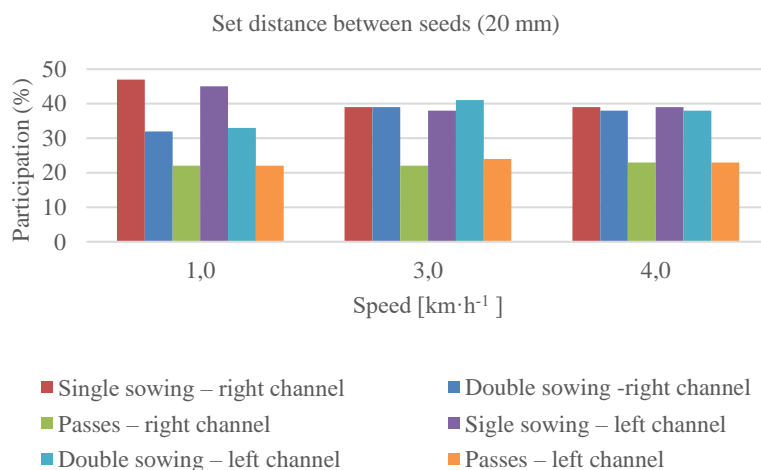 Set distance between seeds (20 mm)
Participation (%)
50
40
30
20
10
0
1,0 3,0 4,0
Speed [km·h⁻¹ ]
Single sowing – right channel
Double sowing -right channel
Passes – right channel
Sigle sowing – left channel
Double sowing – left channel
Passes – left channel